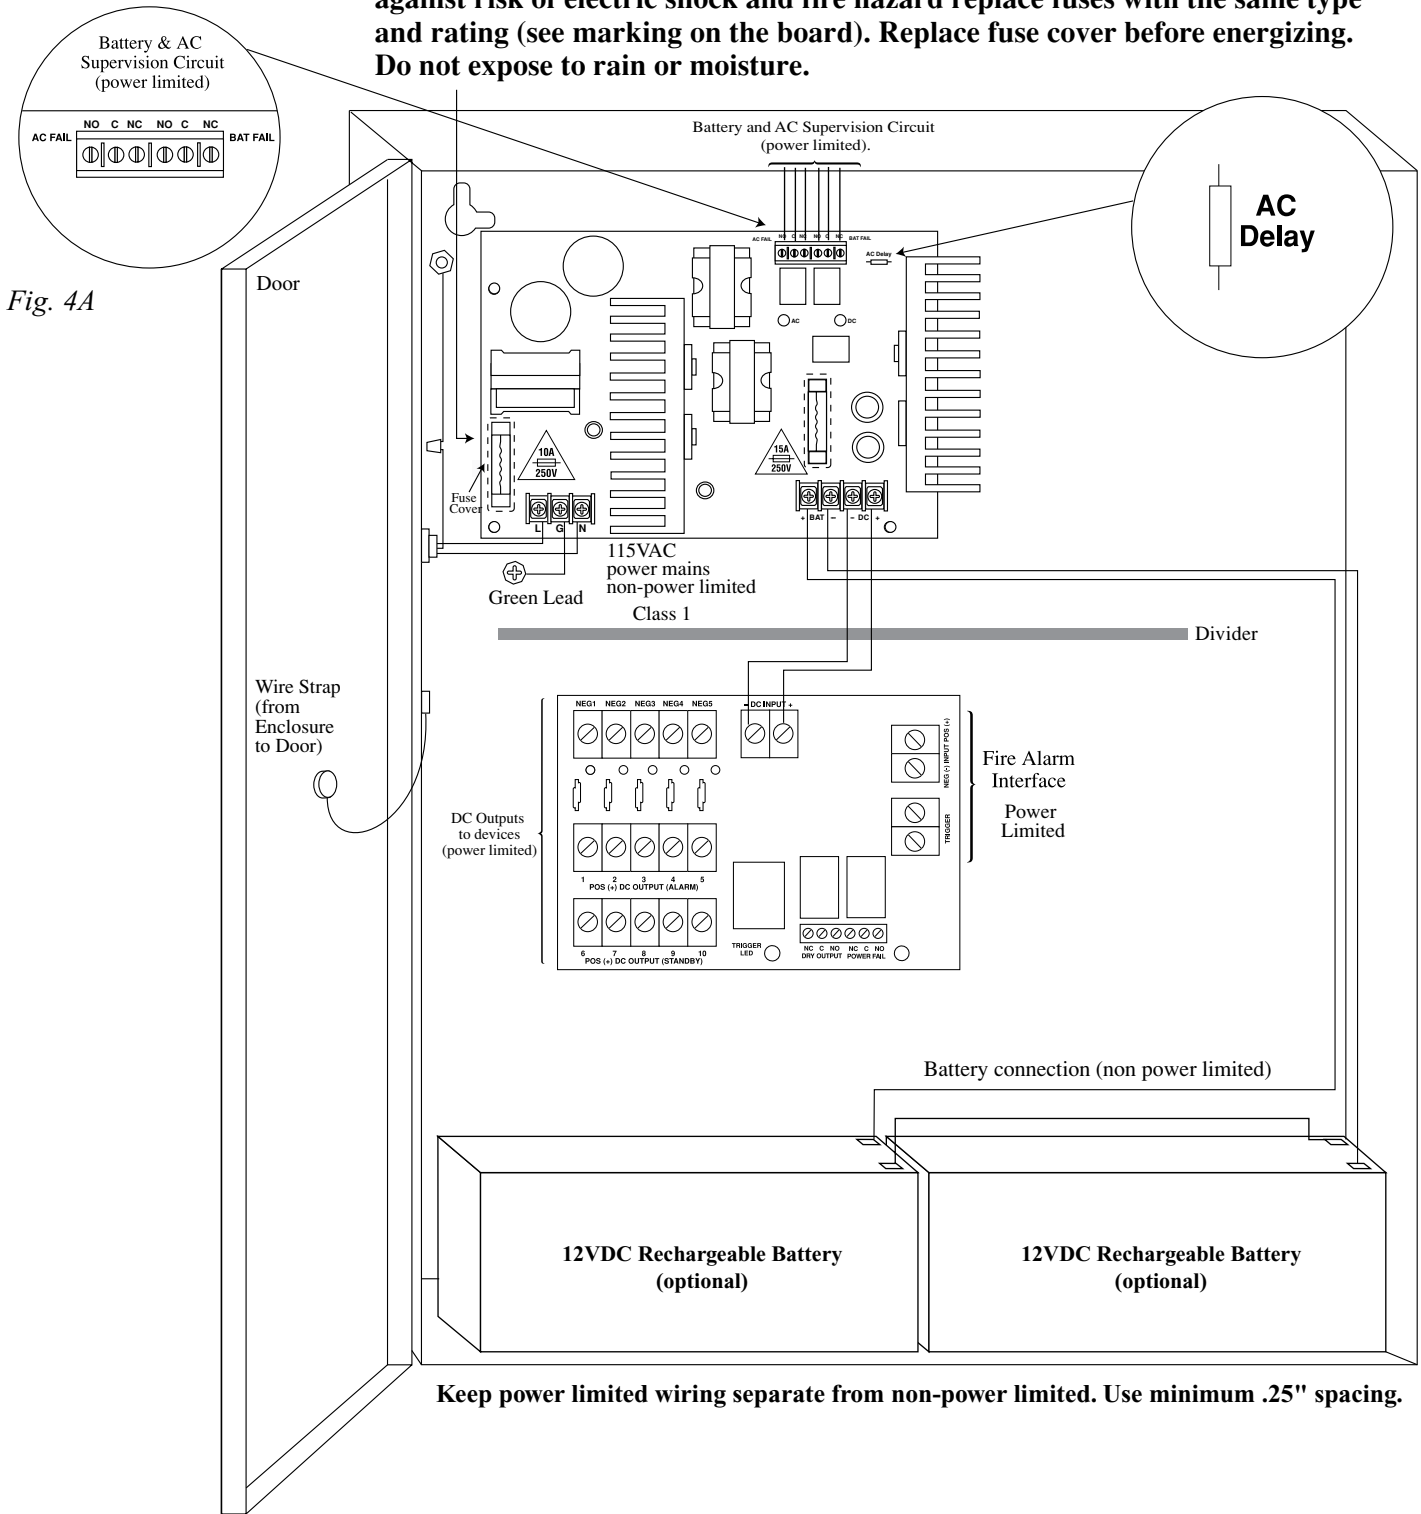 against risk of electric shock and fire hazard replace fuses with the same type
and rating (see marking on the board). Replace fuse cover before energizing.
Do not expose to rain or moisture.
Battery & AC
Supervision Circuit
(power limited)
NO C NC NO C NC
AC FAIL
BAT FAIL
Fig. 4A
Door
Battery and AC Supervision Circuit
(power limited).
AC FAIL
NO C NC NO C NC
BAT FAIL
AC Delay
AC
Delay
AC
DC
10A
250V
15A
250V
Fuse
Cover
L G N
+ BAT – – DC +
115VAC
power mains
non-power limited
Class 1
Green Lead
Divider
Wire Strap
(from
Enclosure
to Door)
NEG1 NEG2 NEG3 NEG4 NEG5
– DC INPUT +
NEG (-) INPUT POS (+)
TRIGGER
Fire Alarm
Interface
Power
Limited
DC Outputs
to devices
(power limited)
1 2 3 4 5
POS (+) DC OUTPUT (ALARM)
6 7 8 9 10
POS (+) DC OUTPUT (STANDBY)
TRIGGER
LED
NC C NO NC C NO
DRY OUTPUT POWER FAIL
Battery connection (non power limited)
12VDC Rechargeable Battery
(optional)
12VDC Rechargeable Battery
(optional)
Keep power limited wiring separate from non-power limited. Use minimum .25" spacing.